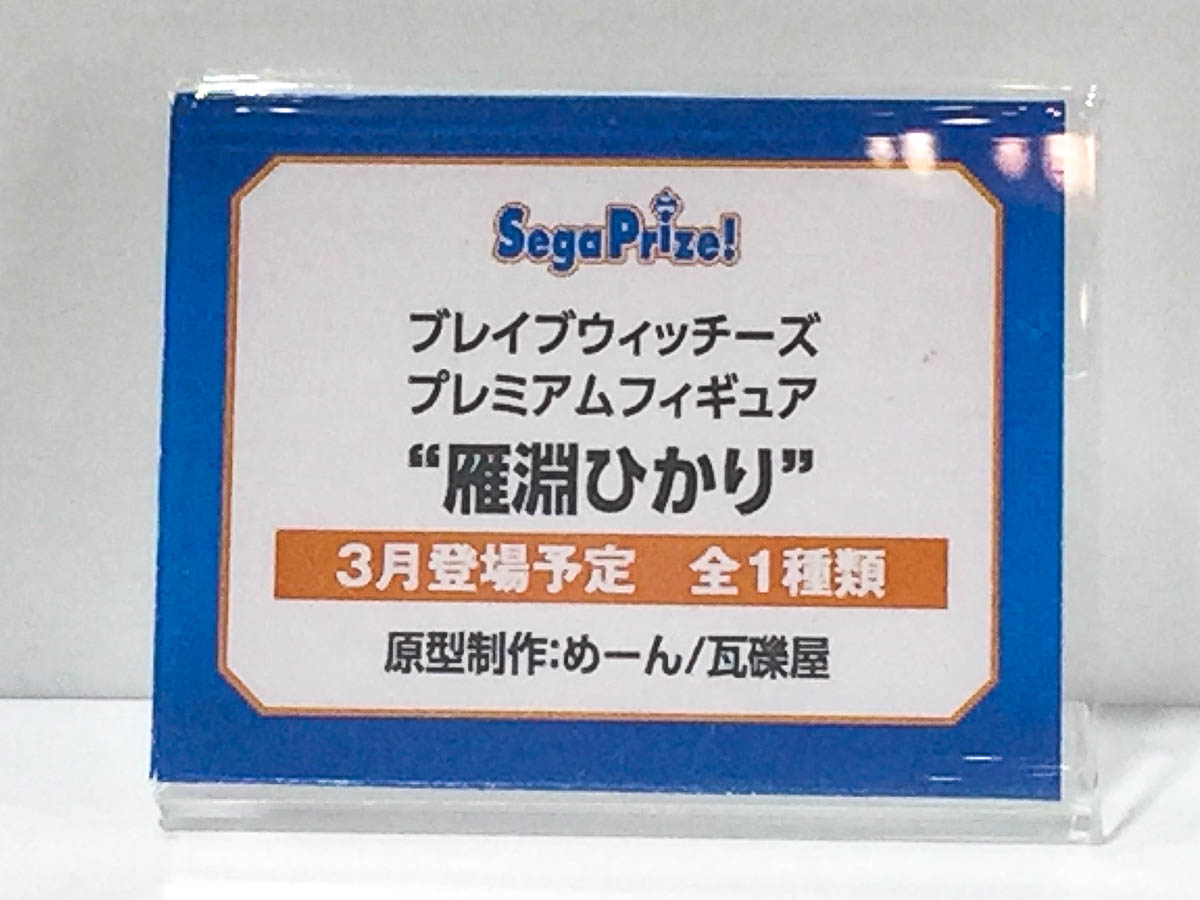 SegaPrize!
ブレイブウィッチーズ
プレミアムフィギュア
“雁淵ひかり”
3月登場予定　全1種類
原型制作:めーん/瓦礫屋